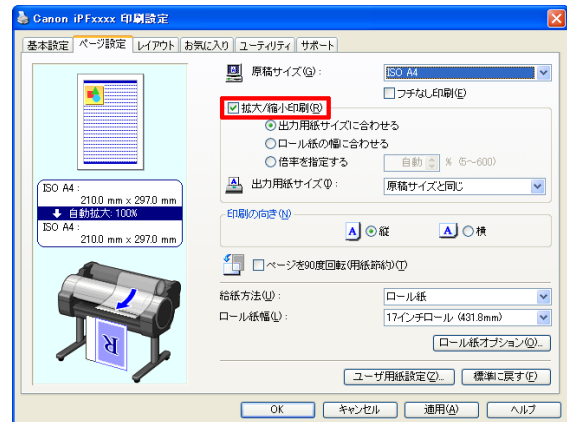 Canon iPFxxxx 印刷設定
基本設定 ページ設定 レイアウト お気に入り ユーティリティ サポート
原稿サイズ(G): ISO A4
フチなし印刷(E)
拡大/縮小印刷(R)
出力用紙サイズに合わせる
ロール紙の幅に合わせる
倍率を指定する 自動 % (5~600)
出力用紙サイズ(I): 原稿サイズと同じ
ISO A4 :
210.0 mm x 297.0 mm
自動拡大: 100%
ISO A4 :
210.0 mm x 297.0 mm
印刷の向き(N)
A 縦 A 横
ページを90度回転(用紙節約)(T)
給紙方法(U): ロール紙
ロール紙幅(L): 17インチロール (431.8mm)
ロール紙オプション(Q)...
R
ユーザ用紙設定(Z)... 標準に戻す(F)
OK キャンセル 適用(A) ヘルプ